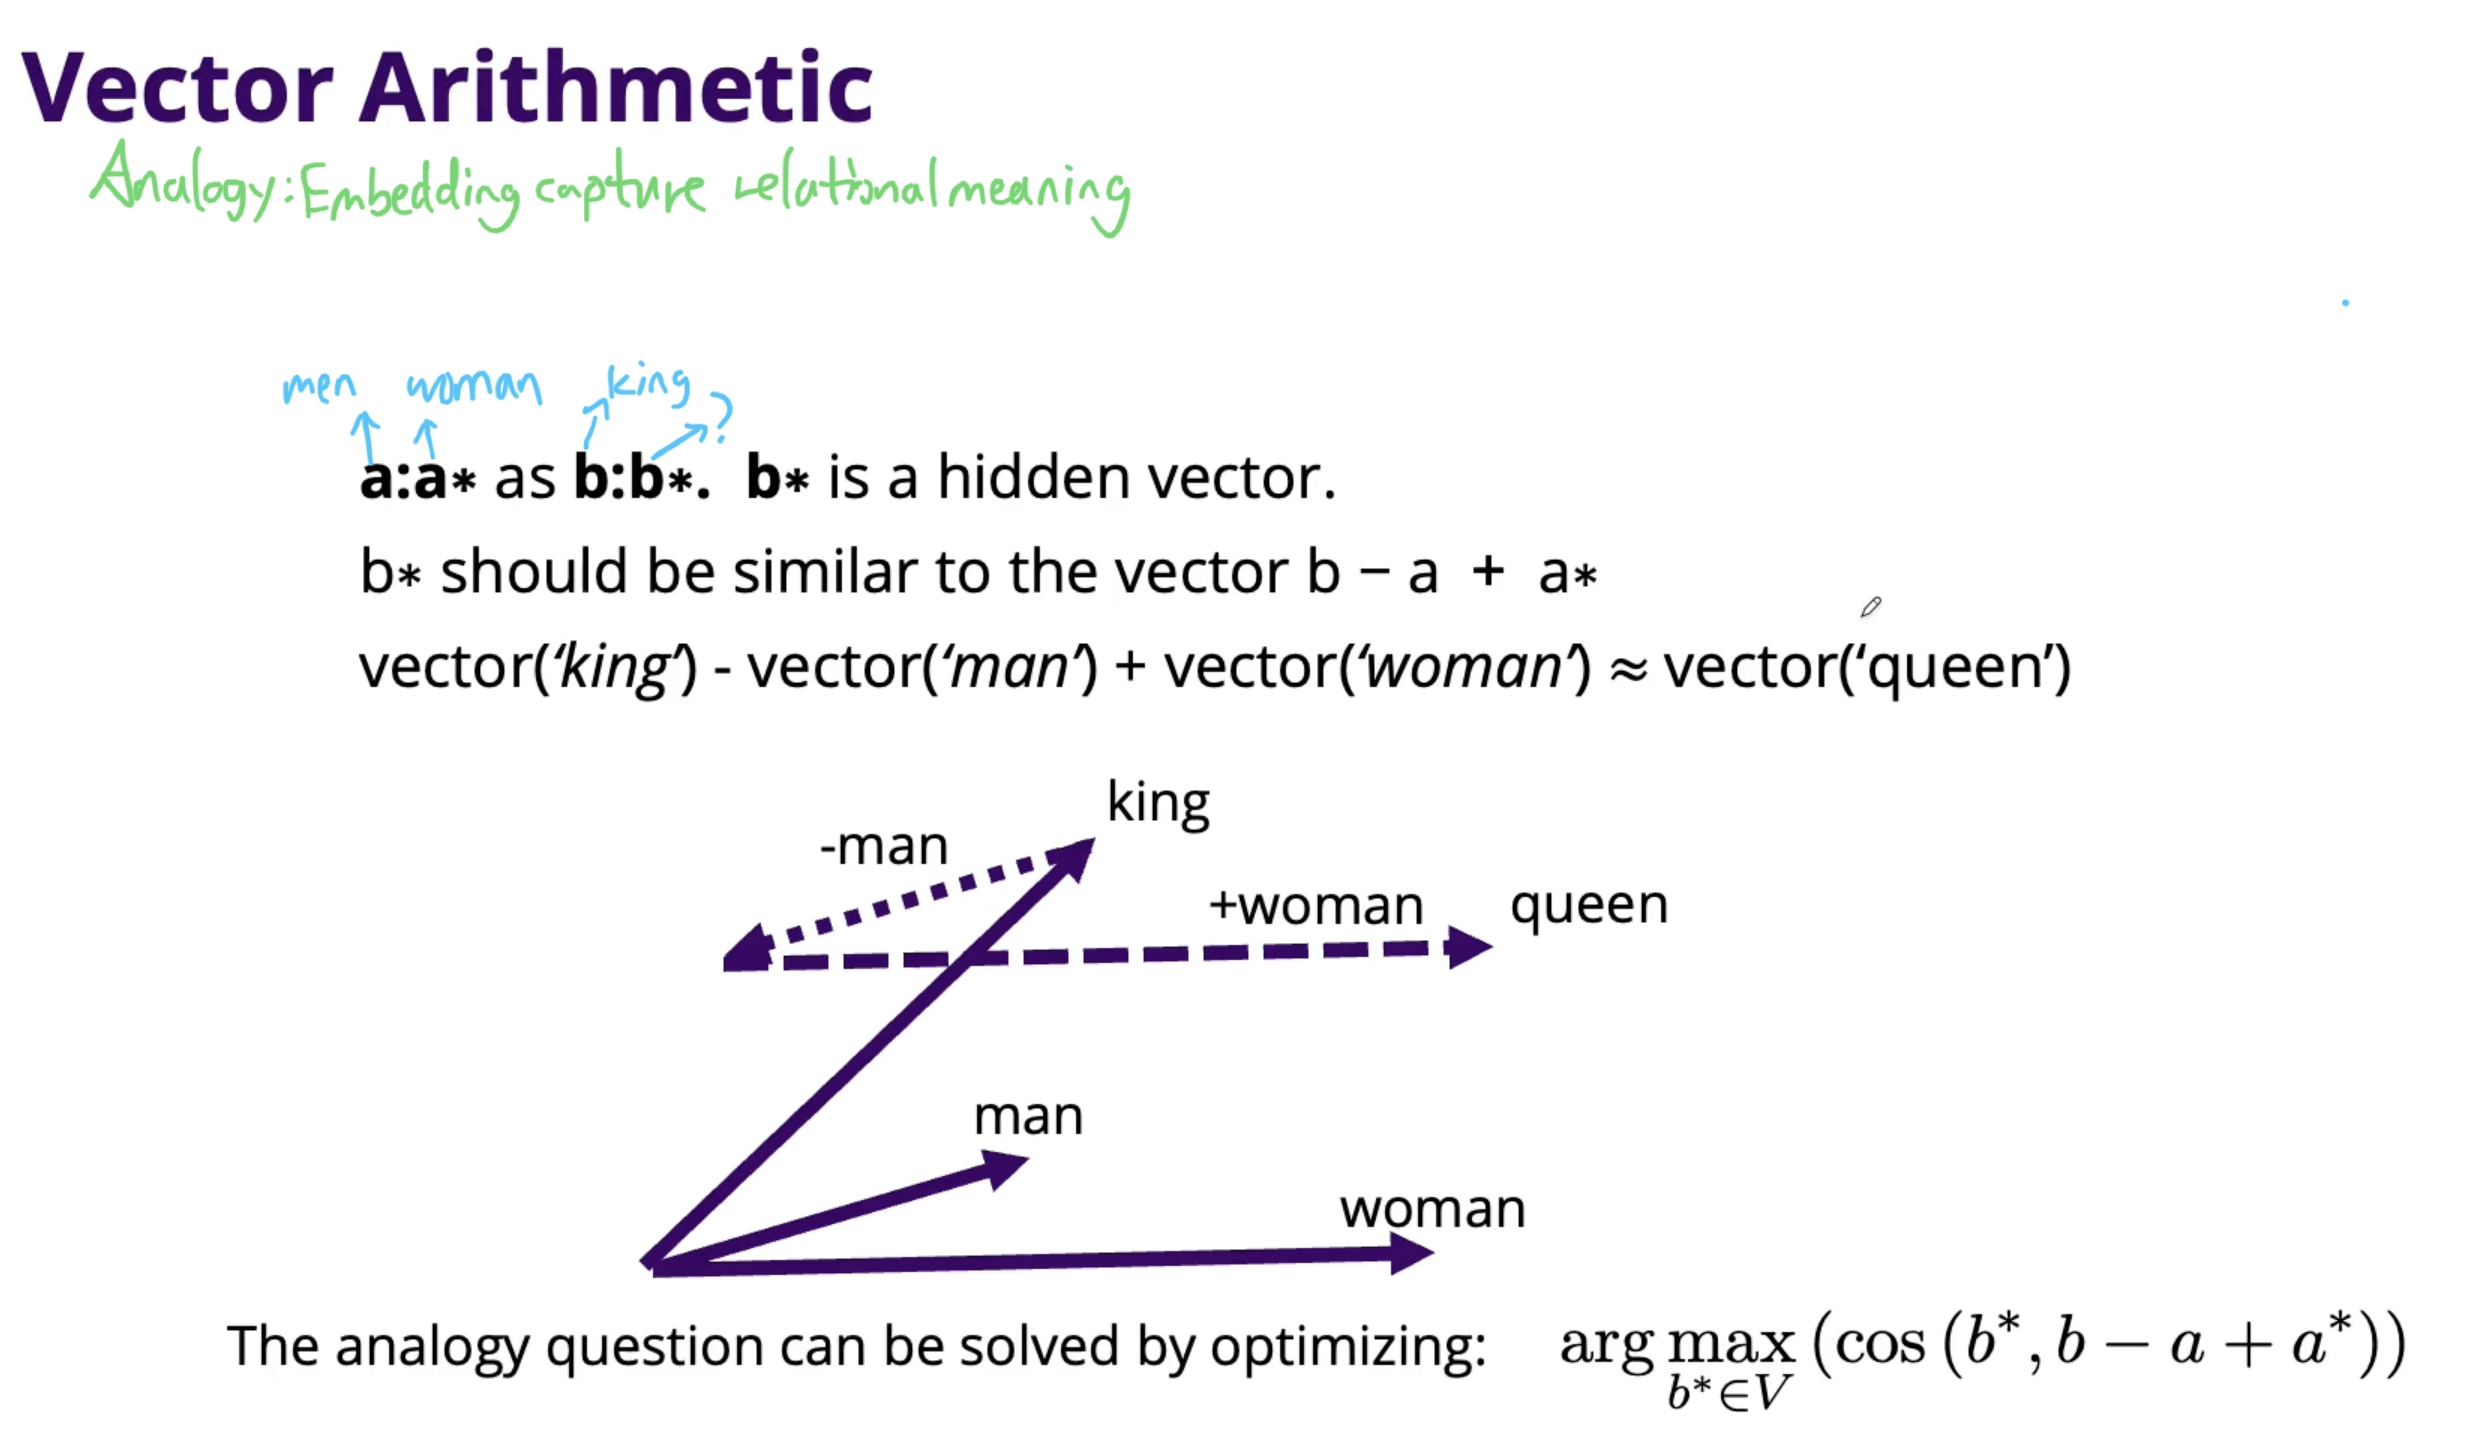 Vector Arithmetic
Analogy: Embedding capture relational meaning
men woman king ?
a:a* as b:b*. b* is a hidden vector.
b* should be similar to the vector b − a + a*
vector(‘king’) - vector(‘man’) + vector(‘woman’) ≈ vector(‘queen’)
king
-man
+woman queen
man
woman
The analogy question can be solved by optimizing: arg max (cos (b*, b − a + a*))
b*∈V